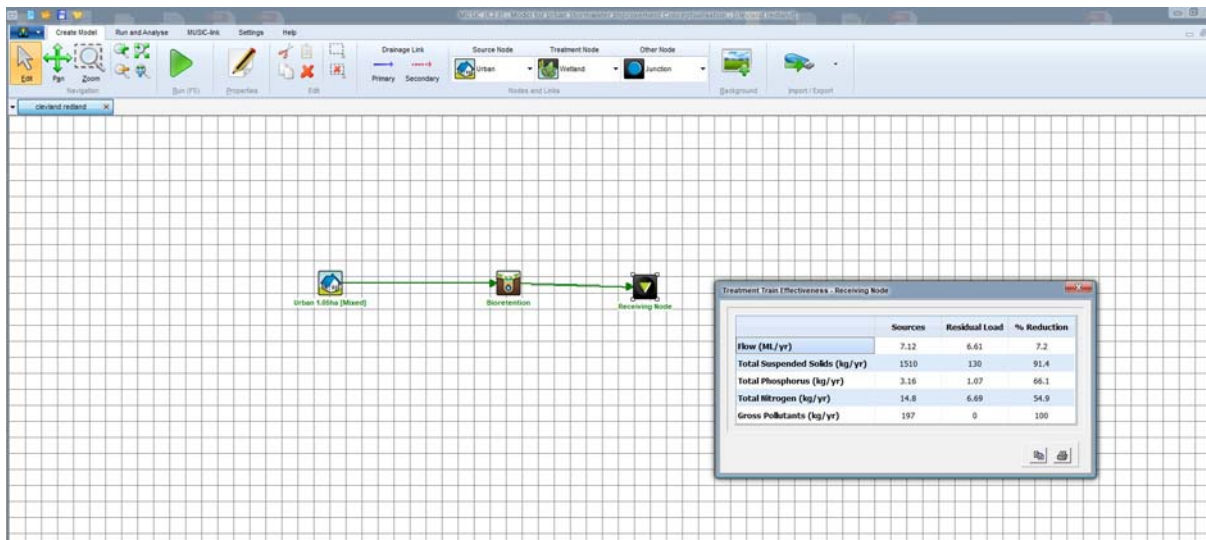 Create Model Run and Analyse MUSIC-link Settings Help
Drainage Link Source Node Treatment Node Other Node
Edit Pan Zoom Primary Secondary Urban Wetland Junction
Navigation Run (F5) Properties Edit Nodes and Links Background Import / Export
clevland redland
Urban 1.05ha [Mixed] Bioretention Receiving Node
Treatment Train Effectiveness - Receiving Node
Sources Residual Load % Reduction
Flow (ML/yr) 7.12 6.61 7.2
Total Suspended Solids (kg/yr) 1510 130 91.4
Total Phosphorus (kg/yr) 3.16 1.07 66.1
Total Nitrogen (kg/yr) 14.8 6.69 54.9
Gross Pollutants (kg/yr) 197 0 100